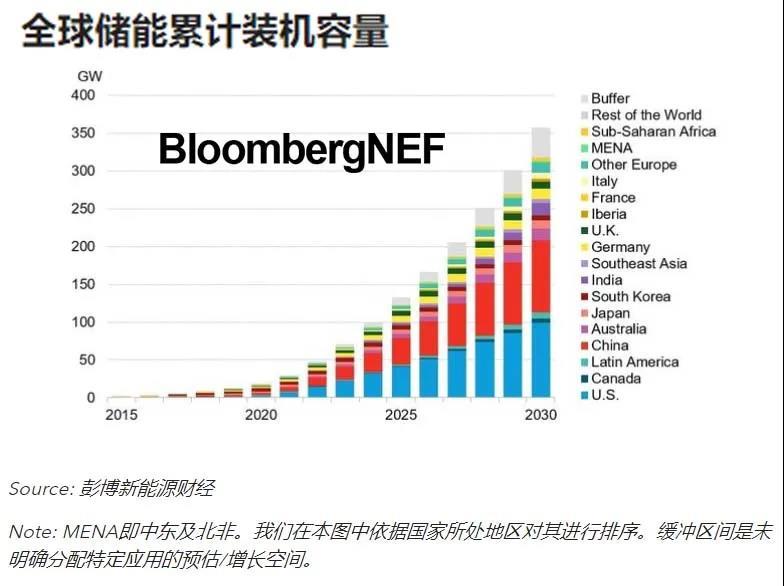 全球储能累计装机容量
GW
400
350
300
250
200
150
100
50
0
2015
2020
2025
2030
BloombergNEF
Buffer
Rest of the World
Sub-Saharan Africa
MENA
Other Europe
Italy
France
Iberia
U.K.
Germany
Southeast Asia
India
South Korea
Japan
Australia
China
Latin America
Canada
U.S.
Source: 彭博新能源财经
Note: MENA即中东及北非。我们在本图中依据国家所处地区对其进行排序。缓冲区间是未
明确分配特定应用的预估/增长空间。